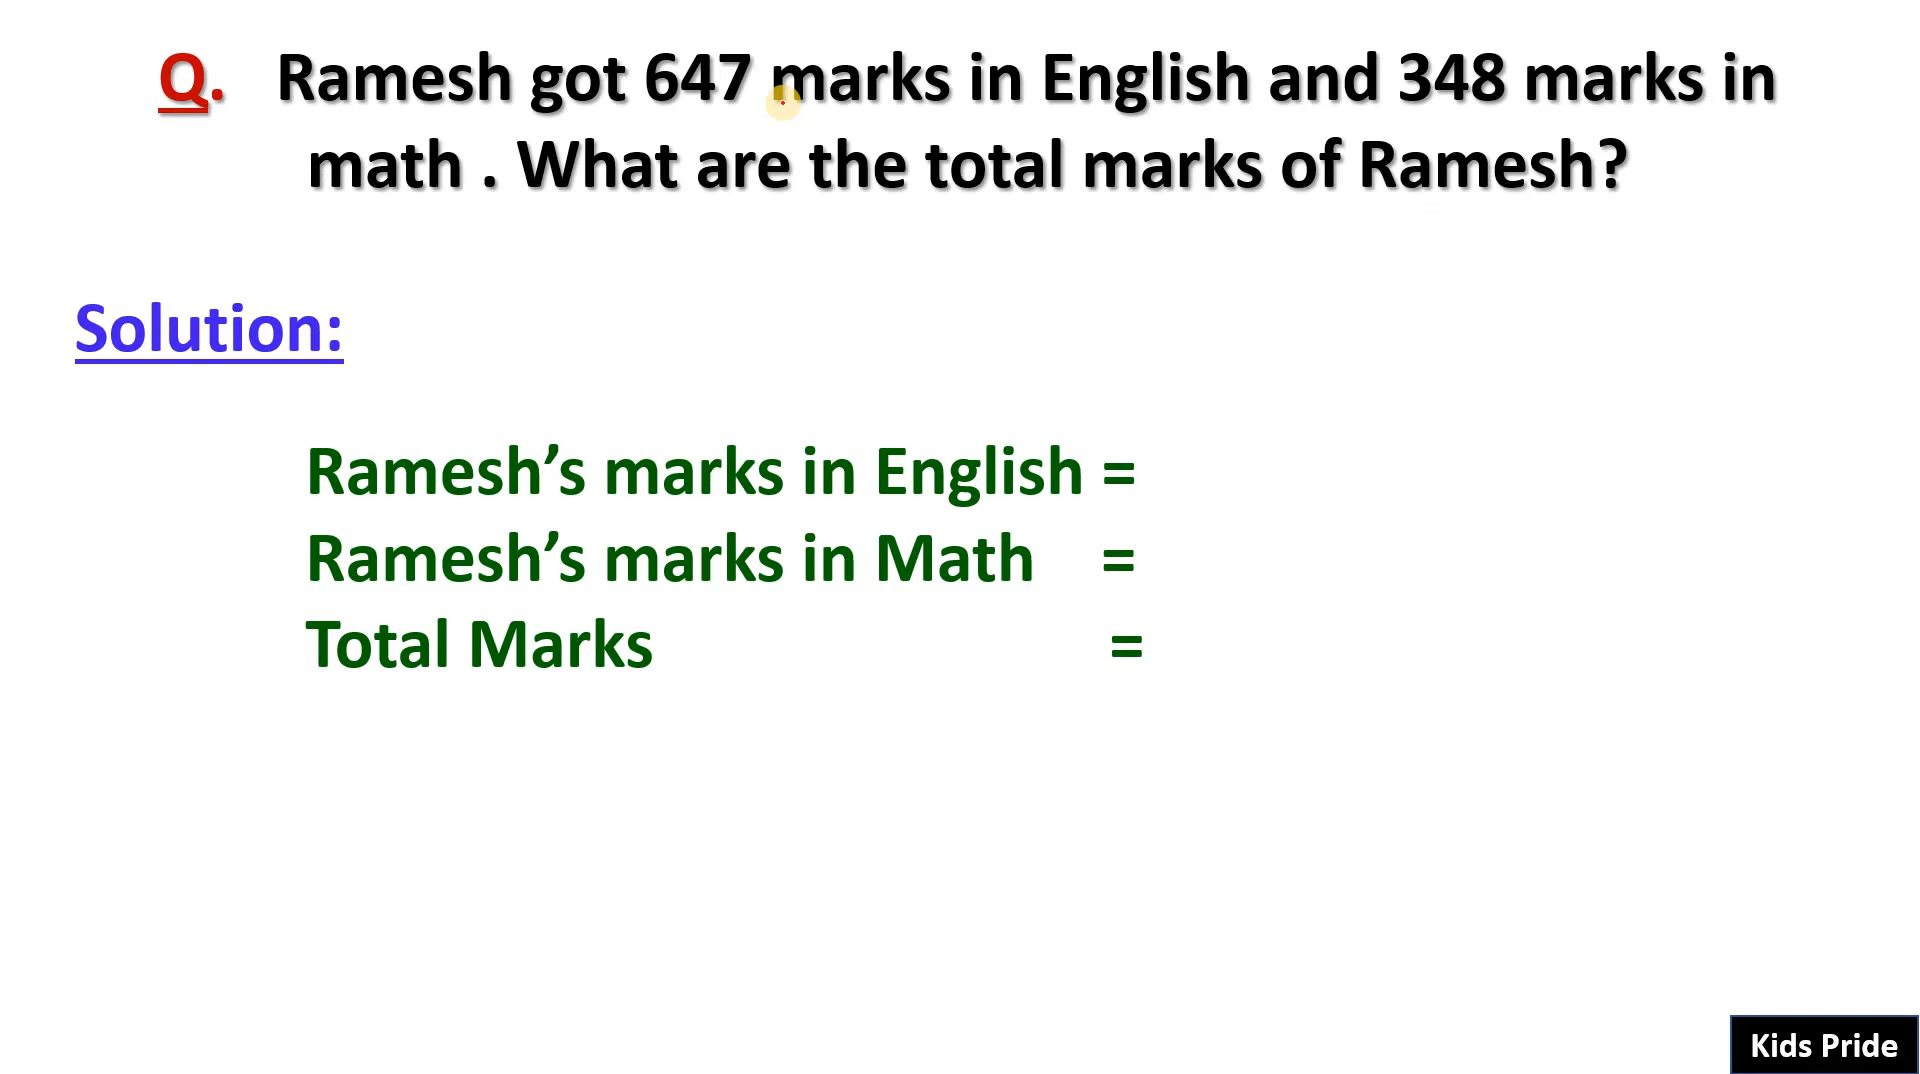 Q. Ramesh got 647 marks in English and 348 marks in
math . What are the total marks of Ramesh?
Solution:
Ramesh’s marks in English =
Ramesh’s marks in Math =
Total Marks =
Kids Pride